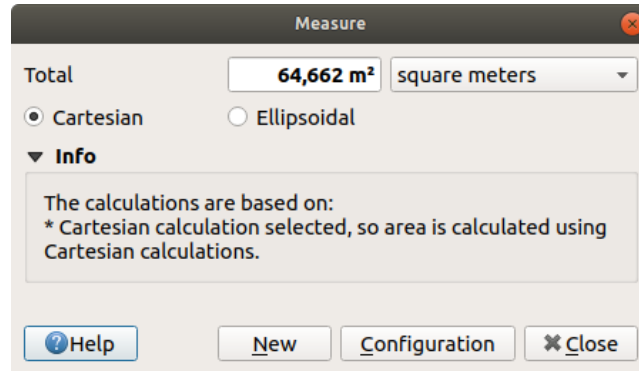 Measure
Total 64,662 m² square meters
Cartesian Ellipsoidal
Info
The calculations are based on:
* Cartesian calculation selected, so area is calculated using
Cartesian calculations.
Help New Configuration Close